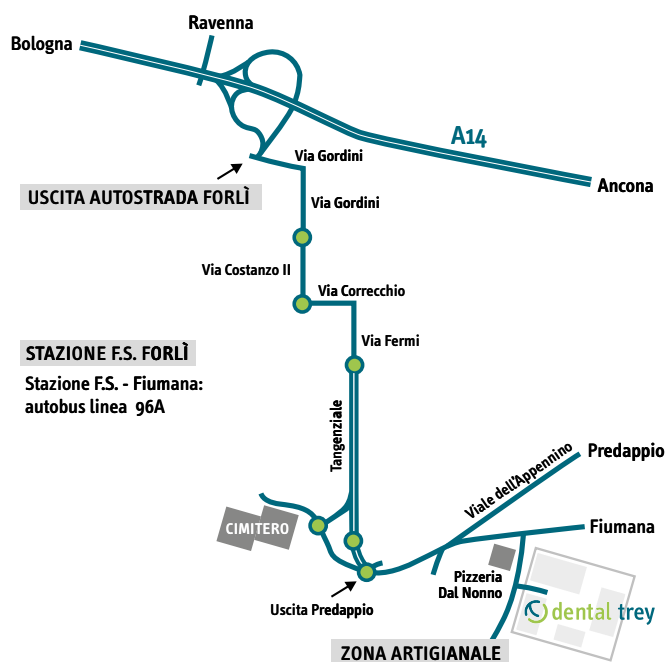 Ravenna
Bologna
A14
Ancona
Via Gordini
USCITA AUTOSTRADA FORLÌ
Via Gordini
Via Costanzo II
Via Correcchio
Via Fermi
STAZIONE F.S. FORLÌ
Stazione F.S. - Fiumana:
autobus linea 96A
Tangenziale
Viale dell'Appennino
Predappio
CIMITERO
Fiumana
Pizzeria
Dal Nonno
Uscita Predappio
dental trey
ZONA ARTIGIANALE